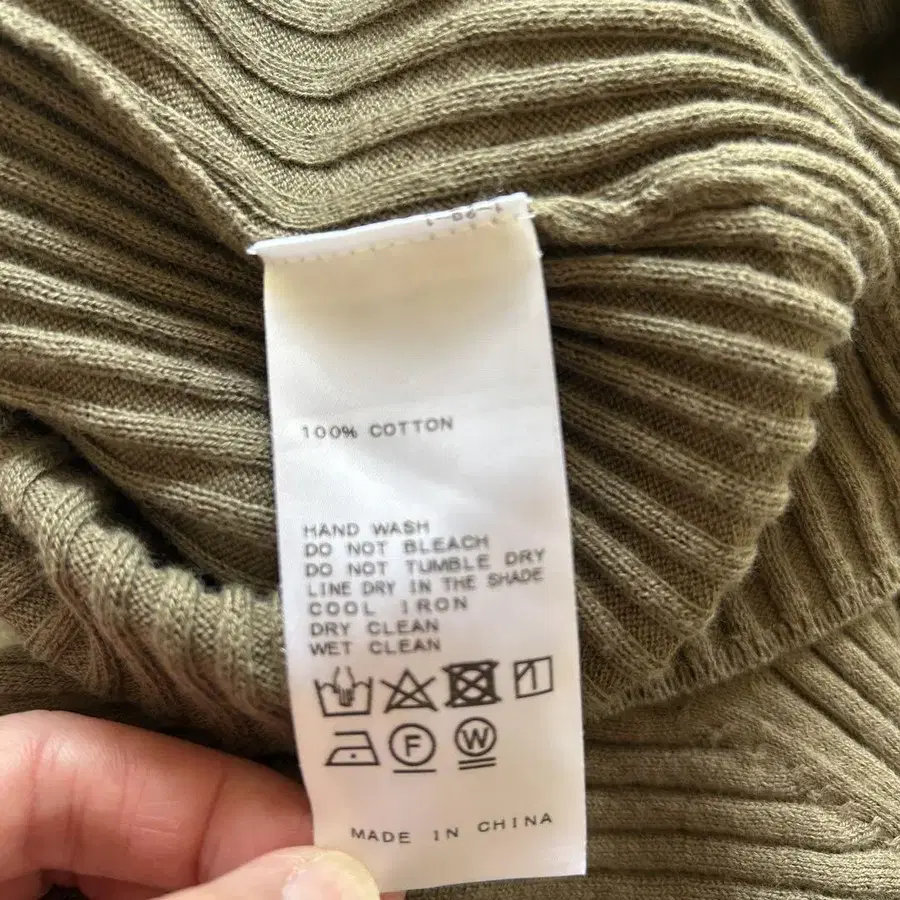 100% COTTON
HAND WASH
DO NOT BLEACH
DO NOT TUMBLE DRY
LINE DRY IN THE SHADE
COOL IRON
DRY CLEAN
WET CLEAN
F W
MADE IN CHINA